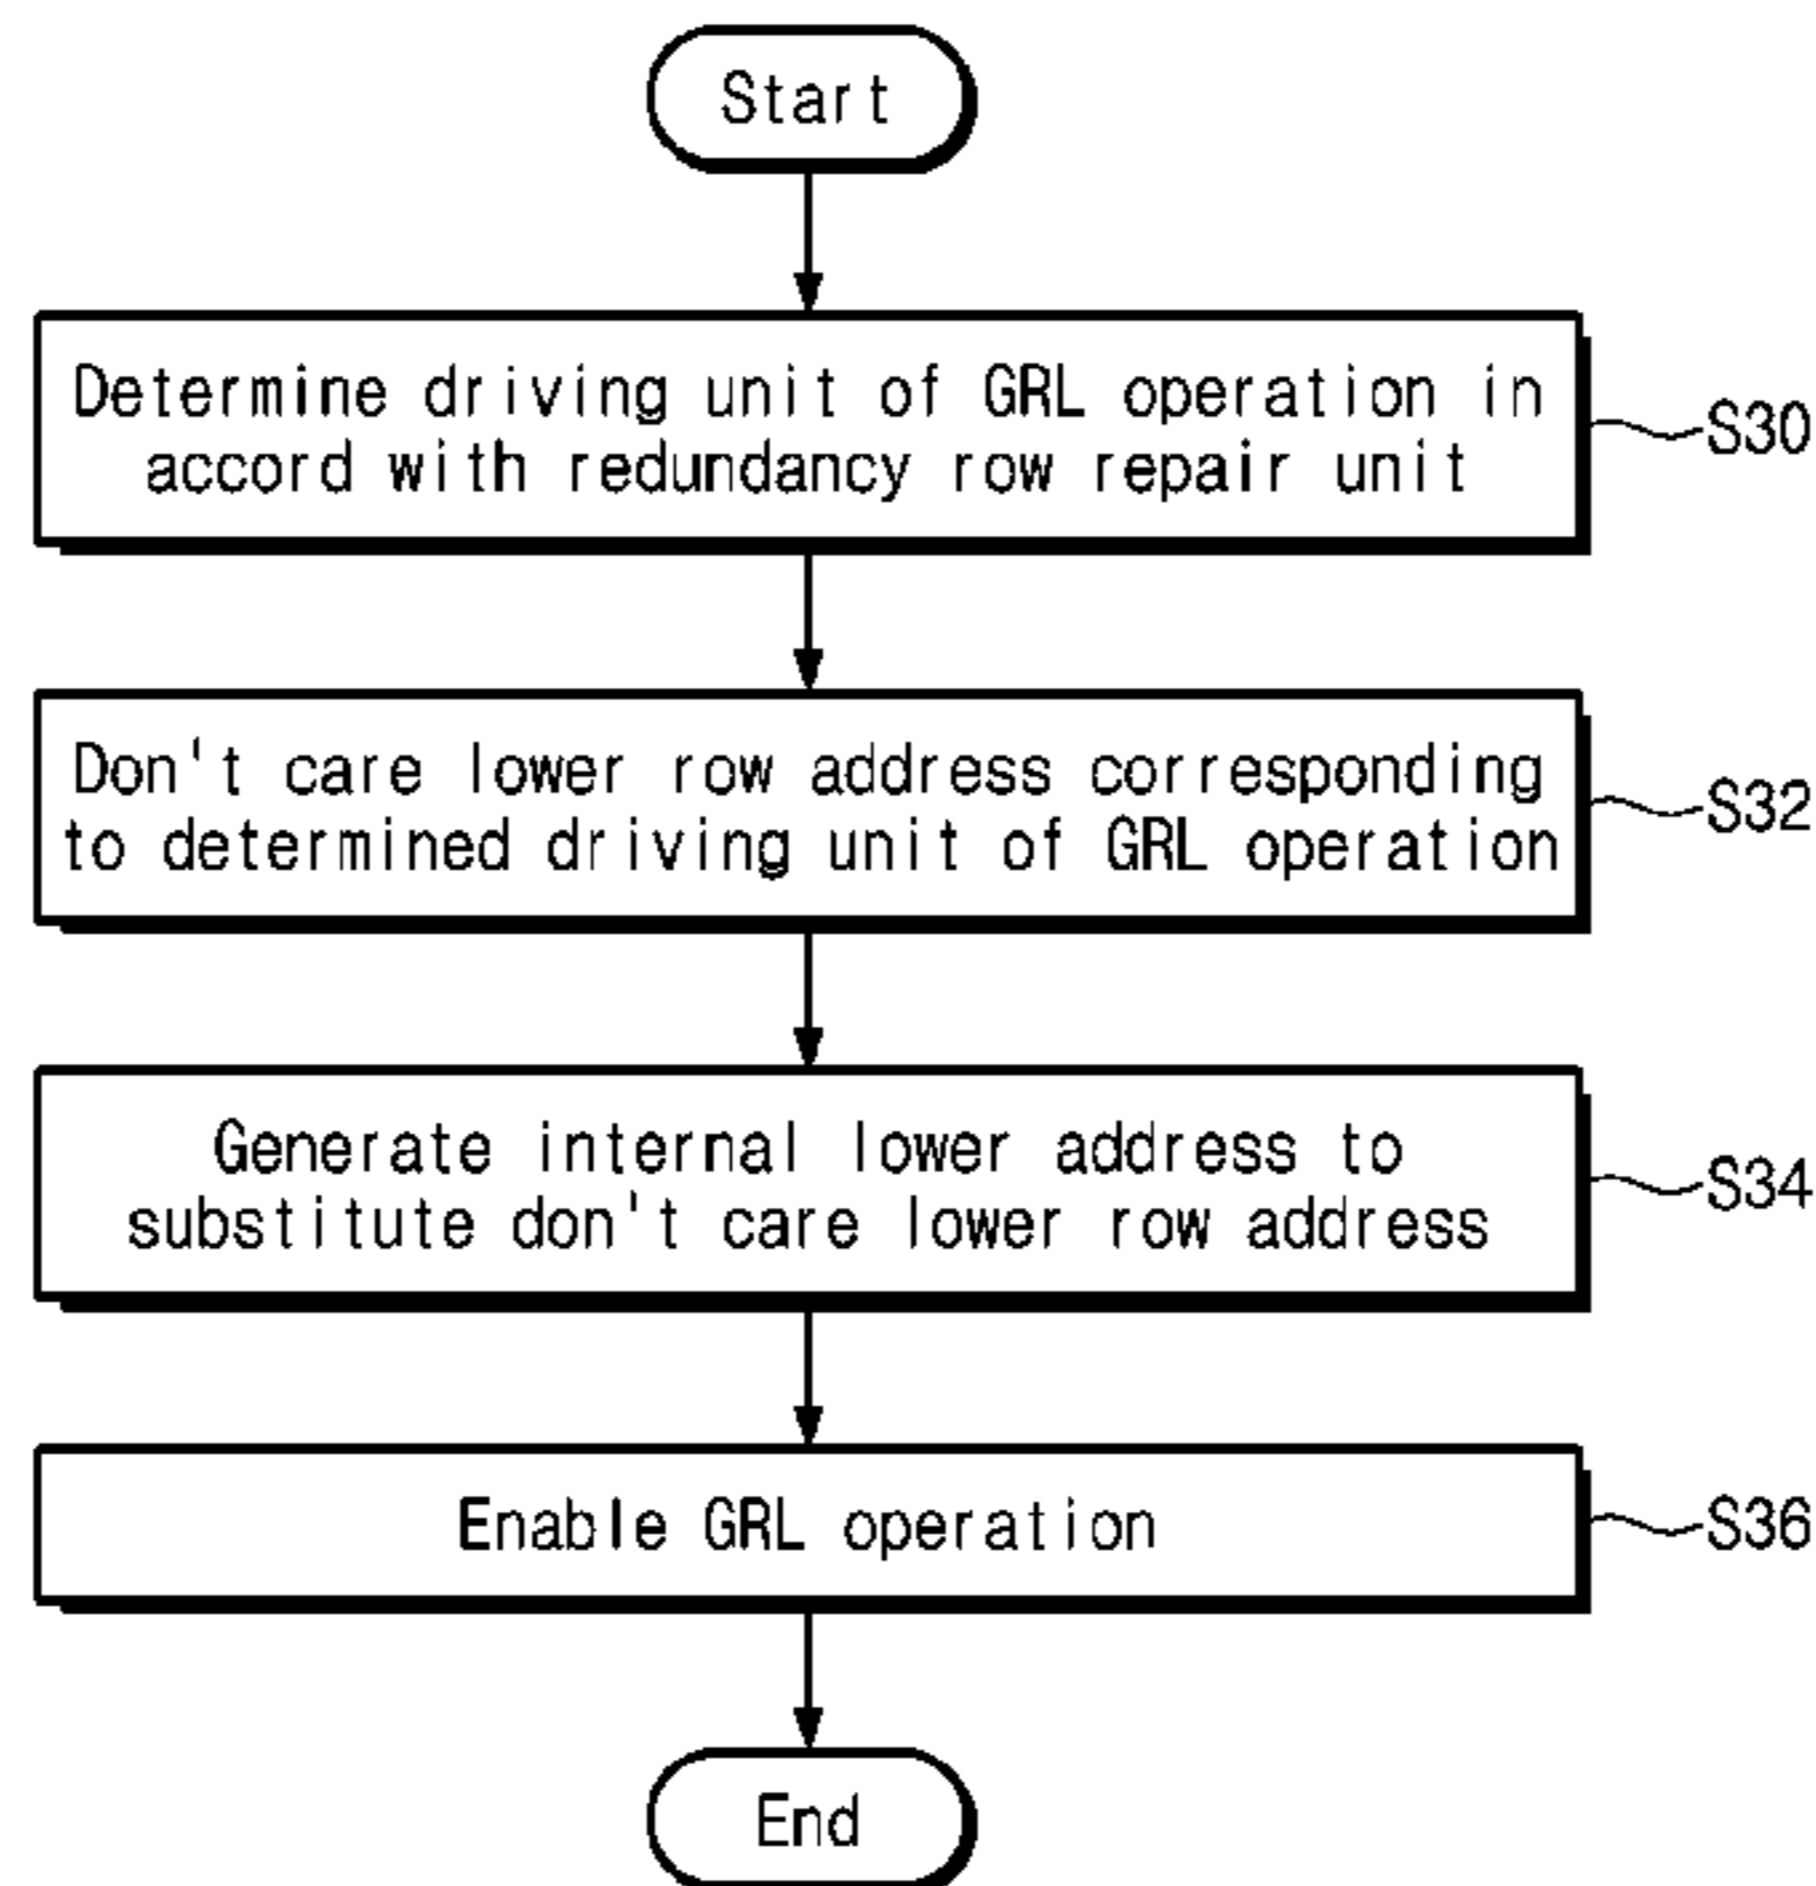 Start
Determine driving unit of GRL operation in
accord with redundancy row repair unit
S30
Don't care lower row address corresponding
to determined driving unit of GRL operation
S32
Generate internal lower address to
substitute don't care lower row address
S34
Enable GRL operation
S36
End